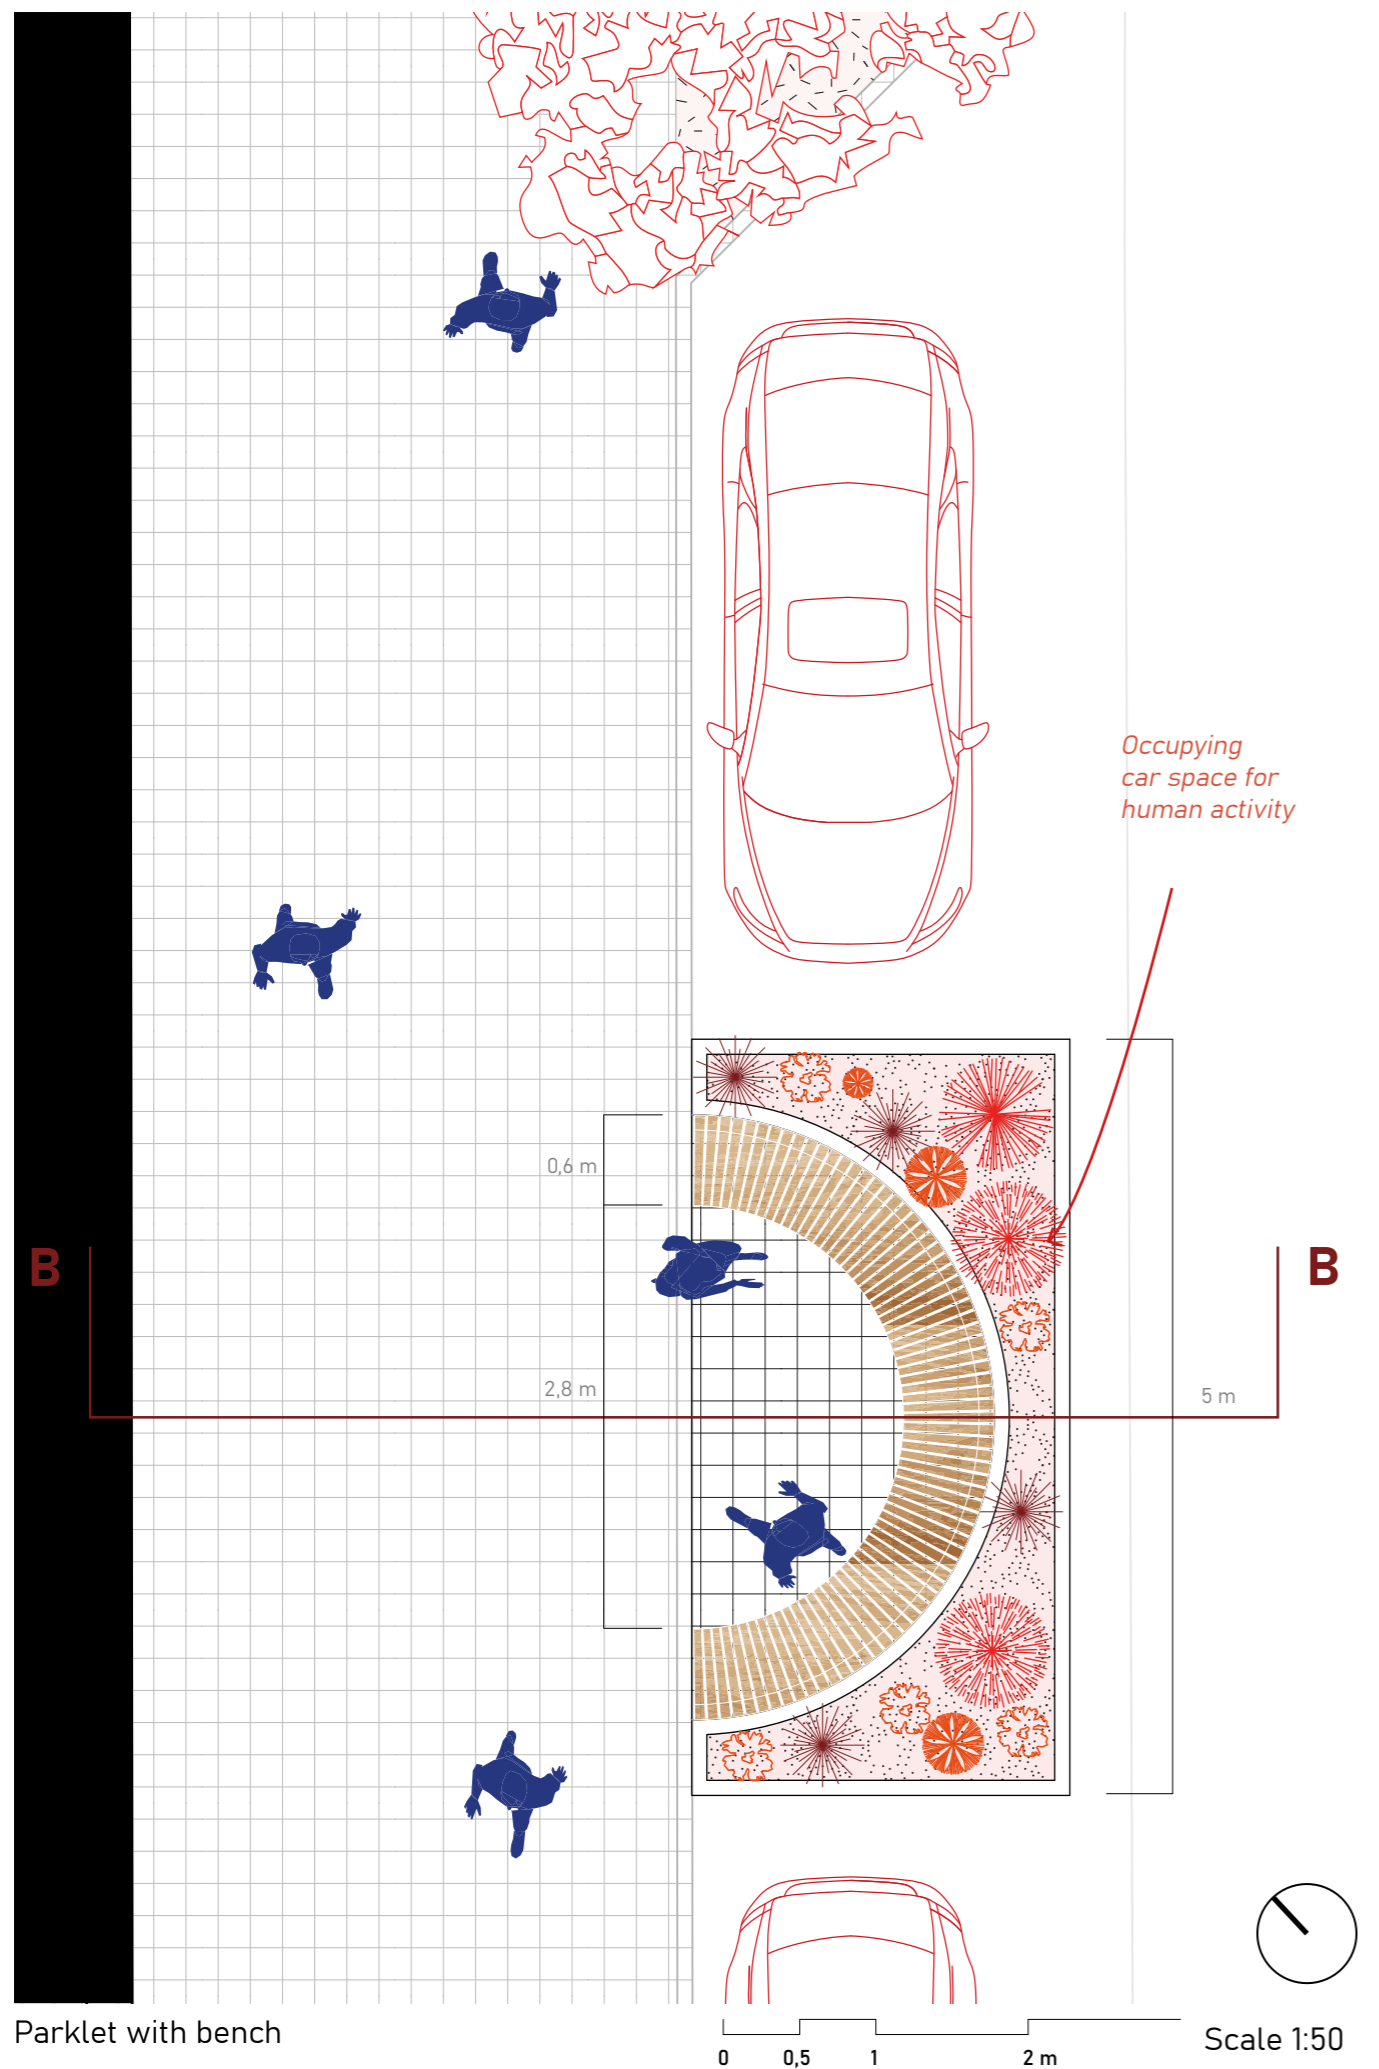 Occupying
car space for
human activity
0,6 m
B
B
2,8 m
5 m
Parklet with bench
0 0,5 1 2 m
Scale 1:50